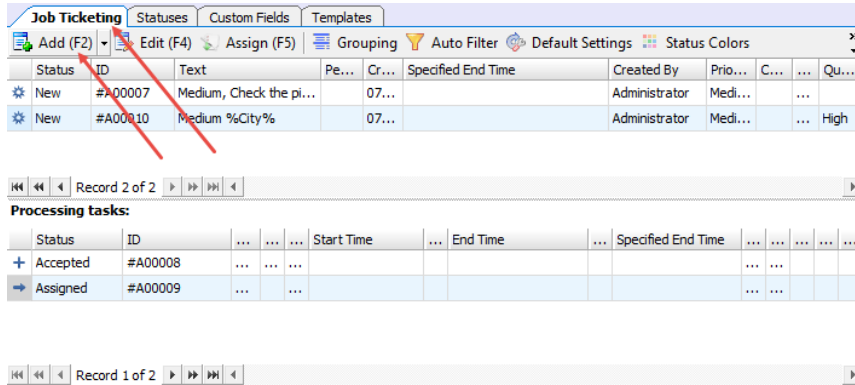 Job Ticketing Statuses Custom Fields Templates
Add (F2) Edit (F4) Assign (F5) Grouping Auto Filter Default Settings Status Colors
Status ID Text Pe... Cr... Specified End Time Created By Prio... C... ... Qu...
New #A00007 Medium, Check the pi... 07... Administrator Medi... ...
New #A00010 Medium %City% 07... Administrator Medi... ... High
Record 2 of 2
Processing tasks:
Status ID ... ... ... Start Time ... End Time ... Specified End Time ... ... ... ... ...
Accepted #A00008 ... ... ... ... ...
Assigned #A00009 ... ... ... ...
Record 1 of 2